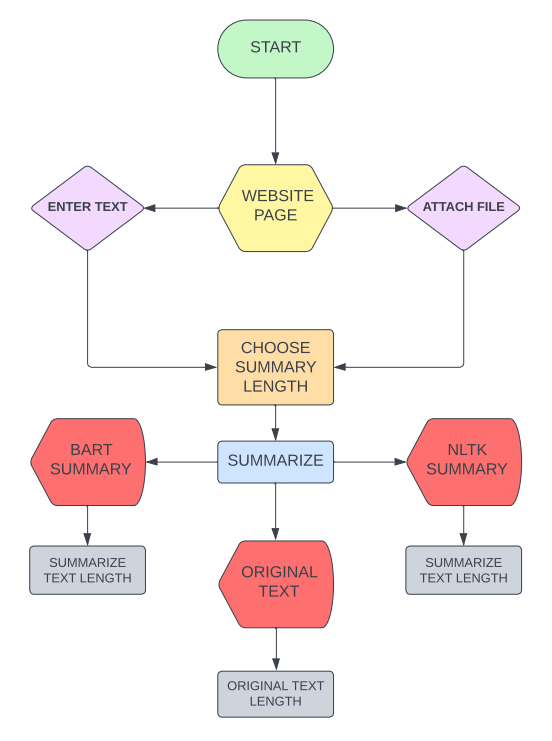 START
WEBSITE
PAGE
ENTER TEXT
ATTACH FILE
CHOOSE
SUMMARY
LENGTH
BART
SUMMARY
SUMMARIZE
NLTK
SUMMARY
SUMMARIZE
TEXT LENGTH
ORIGINAL
TEXT
SUMMARIZE
TEXT LENGTH
ORIGINAL TEXT
LENGTH